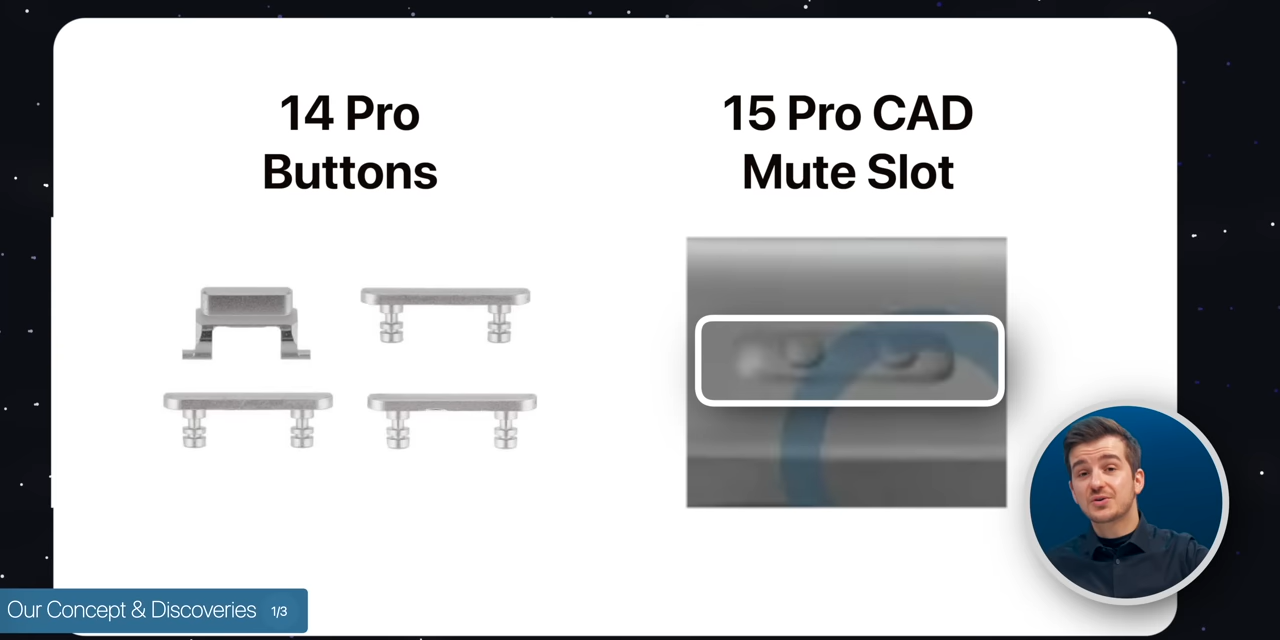 14 Pro
Buttons
15 Pro CAD
Mute Slot
Our Concept & Discoveries 1/3